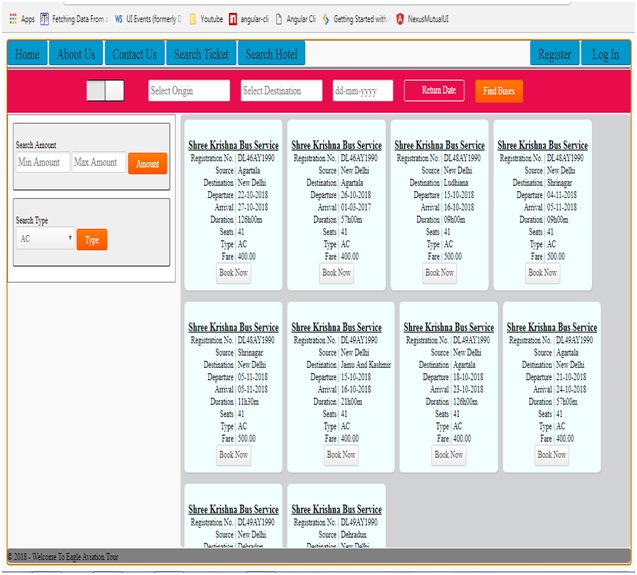 Apps Fetching Data From WS UI Events (formerly D Youtube angular-cli Angular Cli Getting Started with NexusMutualUI
Home About Us Contact Us Search Ticket Search Hotel Register Log In
Select Origin Select Destination dd-mm-yyyy Return Date Find Buses
Search Amount
Min Amount Max Amount Amount
Search Type
AC Type
Shree Krishna Bus Service
Registration No. DL46AY1990
Source Agartala
Destination New Delhi
Departure 22-10-2018
Arrival 27-10-2018
Duration 126h00m
Seats 41
Type AC
Fare 400.00
Book Now
Shree Krishna Bus Service
Registration No. DL46AY1990
Source New Delhi
Destination Agartala
Departure 26-10-2018
Arrival 01-03-2017
Duration 57h00m
Seats 41
Type AC
Fare 400.00
Book Now
Shree Krishna Bus Service
Registration No. DL48AY1990
Source New Delhi
Destination Ludhiana
Departure 15-10-2018
Arrival 16-10-2018
Duration 09h00m
Seats 41
Type AC
Fare 500.00
Book Now
Shree Krishna Bus Service
Registration No. DL48AY1990
Source New Delhi
Destination Shrinagar
Departure 04-11-2018
Arrival 05-11-2018
Duration 09h00m
Seats 41
Type AC
Fare 500.00
Book Now
Shree Krishna Bus Service
Registration No. DL48AY1990
Source Shrinagar
Destination New Delhi
Departure 05-11-2018
Arrival 05-11-2018
Duration 11h30m
Seats 41
Type AC
Fare 500.00
Book Now
Shree Krishna Bus Service
Registration No. DL49AY1990
Source New Delhi
Destination Jamu And Kashmir
Departure 15-10-2018
Arrival 16-10-2018
Duration 21h00m
Seats 41
Type AC
Fare 400.00
Book Now
Shree Krishna Bus Service
Registration No. DL49AY1990
Source New Delhi
Destination Agartala
Departure 18-10-2018
Arrival 23-10-2018
Duration 126h00m
Seats 41
Type AC
Fare 400.00
Book Now
Shree Krishna Bus Service
Registration No. DL49AY1990
Source Agartala
Destination New Delhi
Departure 21-10-2018
Arrival 24-10-2018
Duration 57h00m
Seats 41
Type AC
Fare 400.00
Book Now
Shree Krishna Bus Service
Registration No. DL49AY1990
Source New Delhi
Destination Dehradun
Shree Krishna Bus Service
Registration No. DL49AY1990
Source Dehradun
Destination New Delhi
© 2018 - Welcome To Eagle Aviation Tour